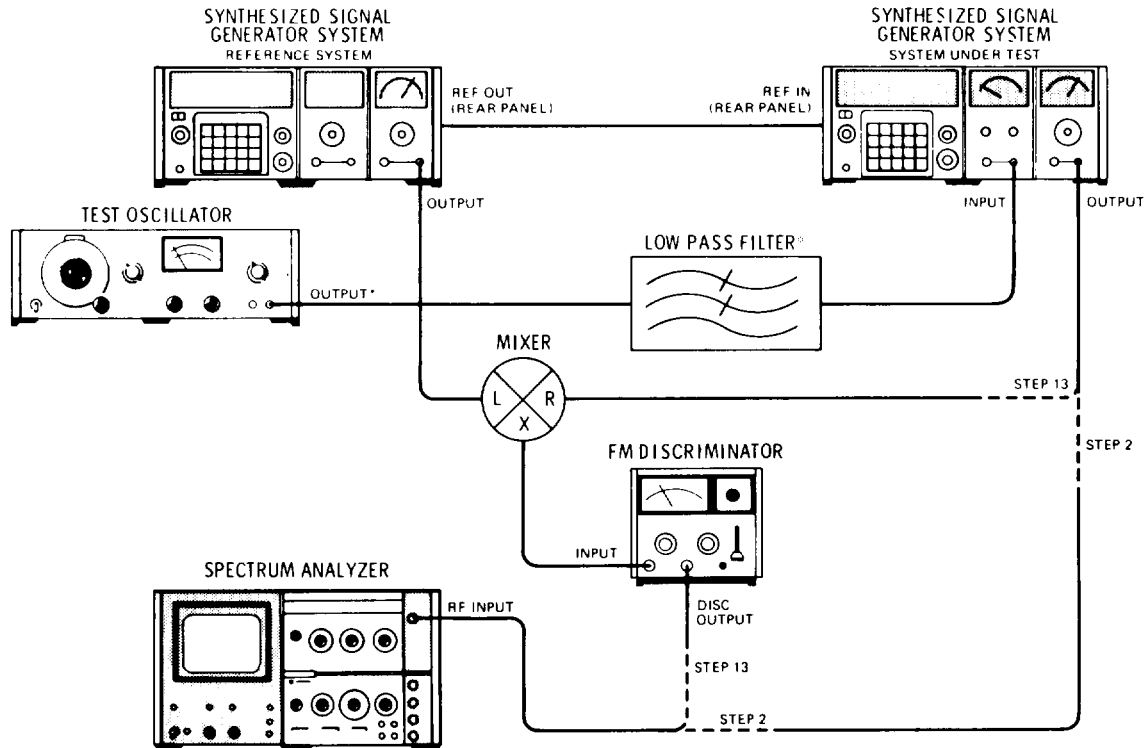 SYNTHESIZED SIGNAL
GENERATOR SYSTEM
REFERENCE SYSTEM
SYNTHESIZED SIGNAL
GENERATOR SYSTEM
SYSTEM UNDER TEST
REF OUT
(REAR PANEL)
REF IN
(REAR PANEL)
OUTPUT
INPUT
OUTPUT
TEST OSCILLATOR
OUTPUT*
LOW PASS FILTER*
MIXER
L
R
X
STEP 13
STEP 2
FM DISCRIMINATOR
INPUT
DISC
OUTPUT
SPECTRUM ANALYZER
RF INPUT
STEP 13
STEP 2